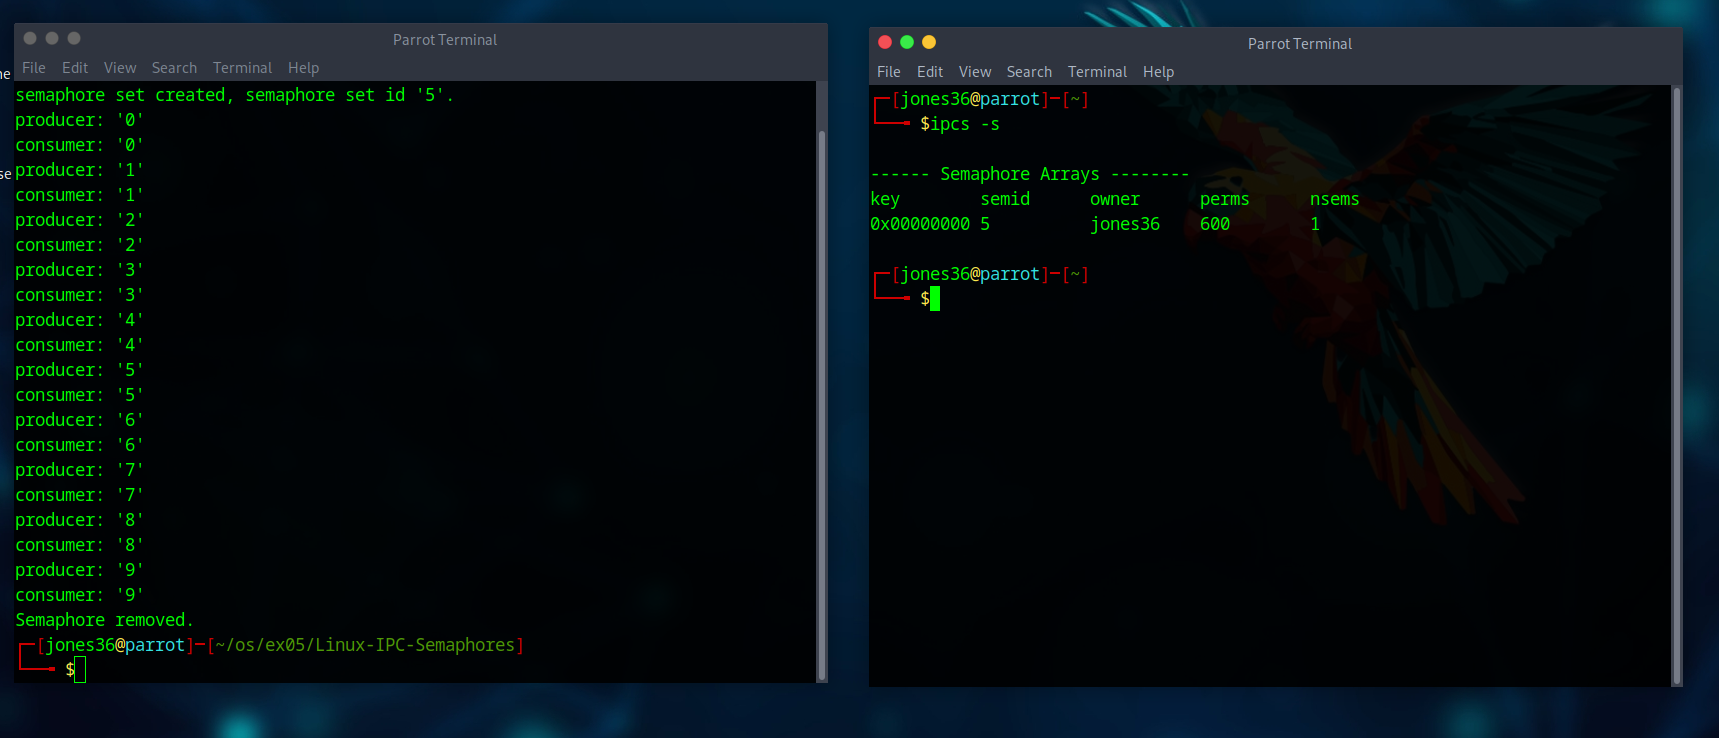 Parrot Terminal
File Edit View Search Terminal Help
semaphore set created, semaphore set id '5'.
producer: '0'
consumer: '0'
producer: '1'
consumer: '1'
producer: '2'
consumer: '2'
producer: '3'
consumer: '3'
producer: '4'
consumer: '4'
producer: '5'
consumer: '5'
producer: '6'
consumer: '6'
producer: '7'
consumer: '7'
producer: '8'
consumer: '8'
producer: '9'
consumer: '9'
Semaphore removed.
[jones36@parrot]-[~/os/ex05/Linux-IPC-Semaphores]
$
Parrot Terminal
File Edit View Search Terminal Help
[jones36@parrot]-[~]
$ipcs -s
------ Semaphore Arrays --------
key semid owner perms nsems
0x00000000 5 jones36 600 1
[jones36@parrot]-[~]
$